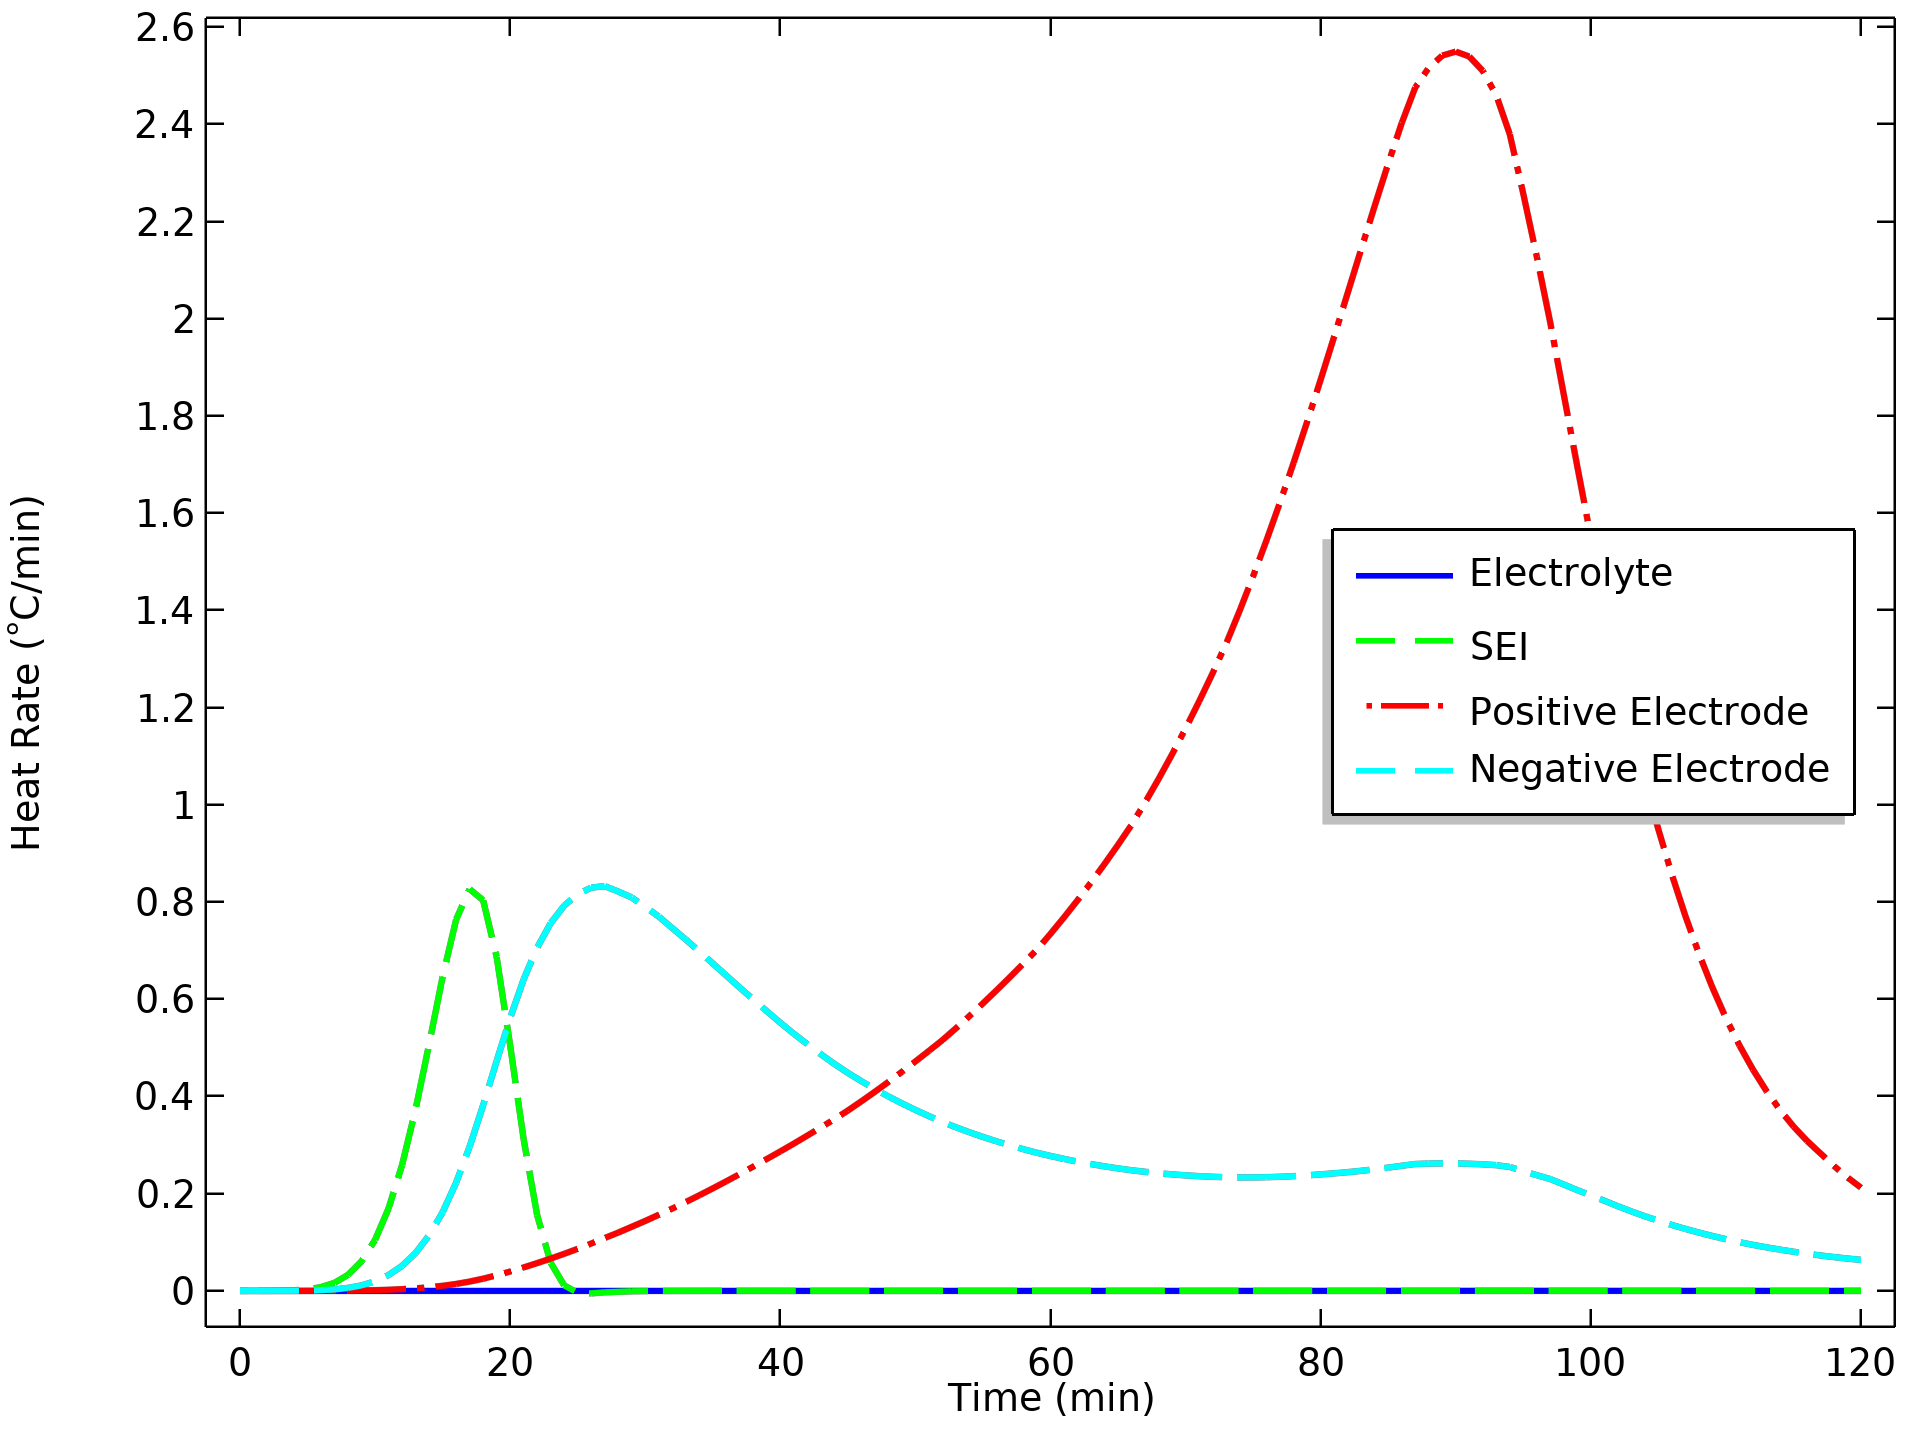 2.6
2.4
2.2
2
1.8
1.6
1.4
1.2
1
0.8
0.6
0.4
0.2
0
Heat Rate (°C/min)
Electrolyte
SEI
Positive Electrode
Negative Electrode
0 20 40 60 80 100 120
Time (min)